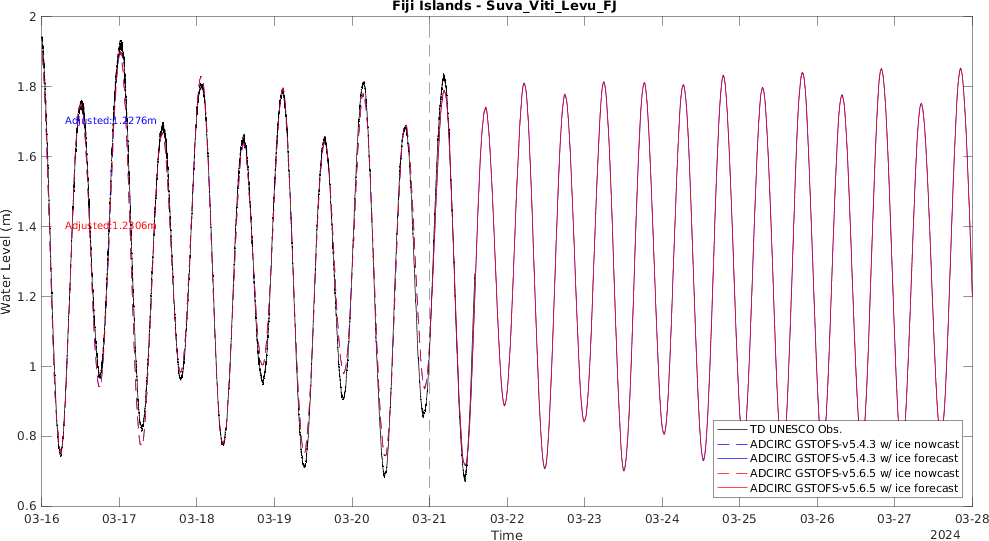 Fiji Islands - Suva_Viti_Levu_FJ
Water Level (m)
2
1.8
1.6
1.4
1.2
1
0.8
0.6
Adjusted:1.2276m
Adjusted:1.2306m
TD UNESCO Obs.
ADCIRC GSTOFS-v5.4.3 w/ ice nowcast
ADCIRC GSTOFS-v5.4.3 w/ ice forecast
ADCIRC GSTOFS-v5.6.5 w/ ice nowcast
ADCIRC GSTOFS-v5.6.5 w/ ice forecast
03-16 03-17 03-18 03-19 03-20 03-21 03-22 03-23 03-24 03-25 03-26 03-27 03-28
Time
2024